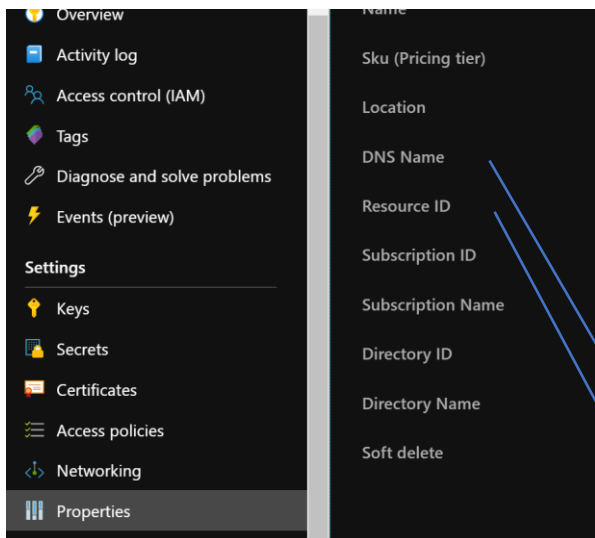 Overview
Activity log
Access control (IAM)
Tags
Diagnose and solve problems
Events (preview)
Settings
Keys
Secrets
Certificates
Access policies
Networking
Properties
Name
Sku (Pricing tier)
Location
DNS Name
Resource ID
Subscription ID
Subscription Name
Directory ID
Directory Name
Soft delete